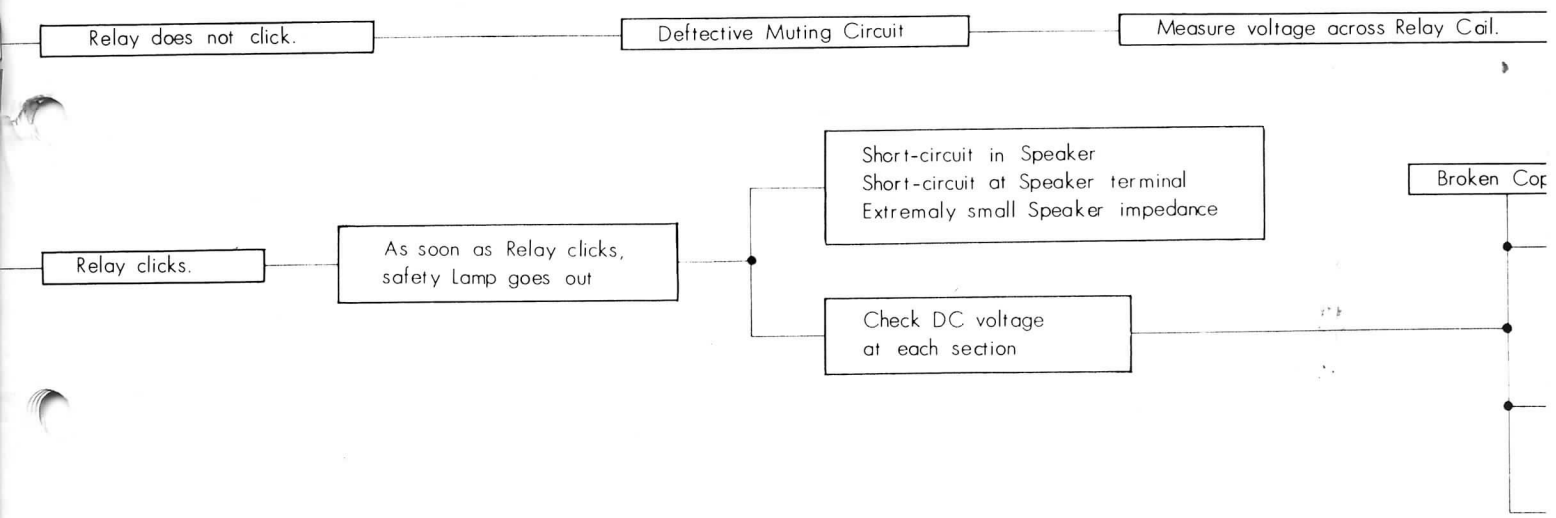 Relay does not click.
Deftective Muting Circuit
Measure voltage across Relay Cail.
Short-circuit in Speaker
Short-circuit at Speaker terminal
Extremaly small Speaker impedance
Broken
Relay clicks.
As soon as Relay clicks,
safety Lamp goes out
Check DC voltage
at each section